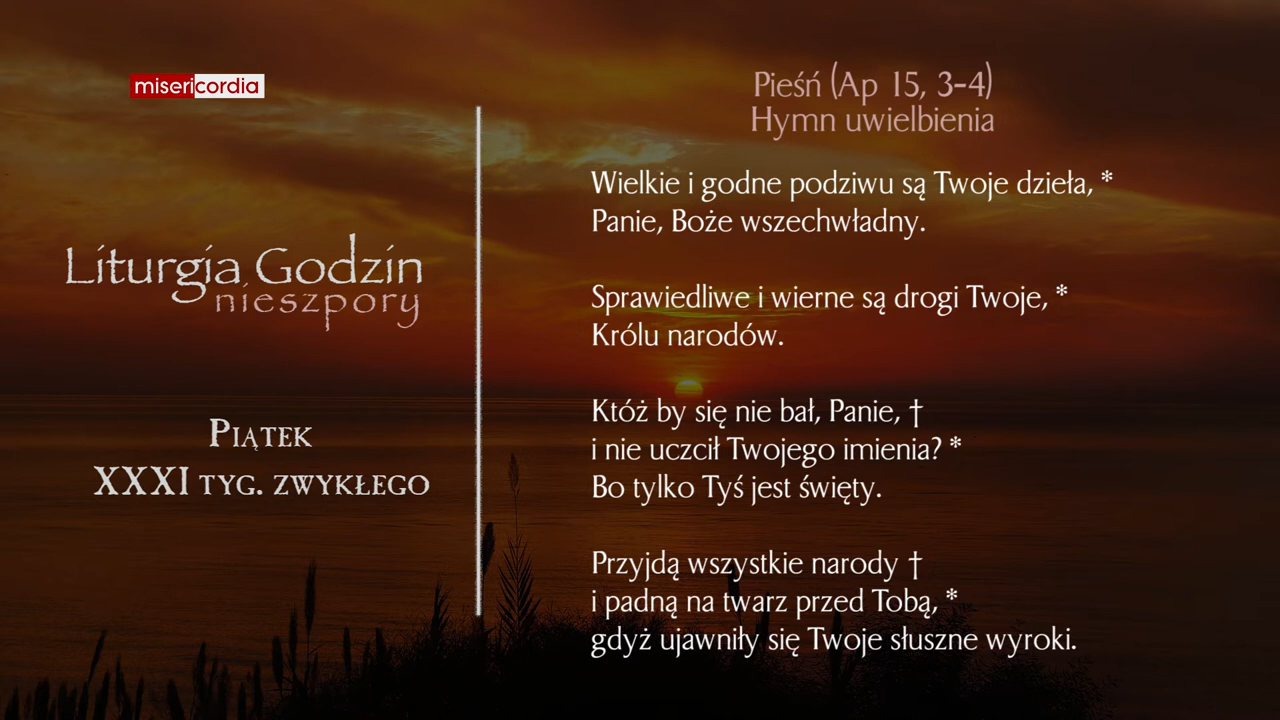 misericordia
Liturgia Godzin
nieszpory
Piątek
XXXI tyg. zwykłego
Pieśń (Ap 15, 3-4)
Hymn uwielbienia
Wielkie i godne podziwu są Twoje dzieła, *
Panie, Boże wszechwładny.
Sprawiedliwe i wierne są drogi Twoje, *
Królu narodów.
Któż by się nie bał, Panie, †
i nie uczcił Twojego imienia? *
Bo tylko Tyś jest święty.
Przyjdą wszystkie narody †
i padną na twarz przed Tobą, *
gdyż ujawniły się Twoje słuszne wyroki.